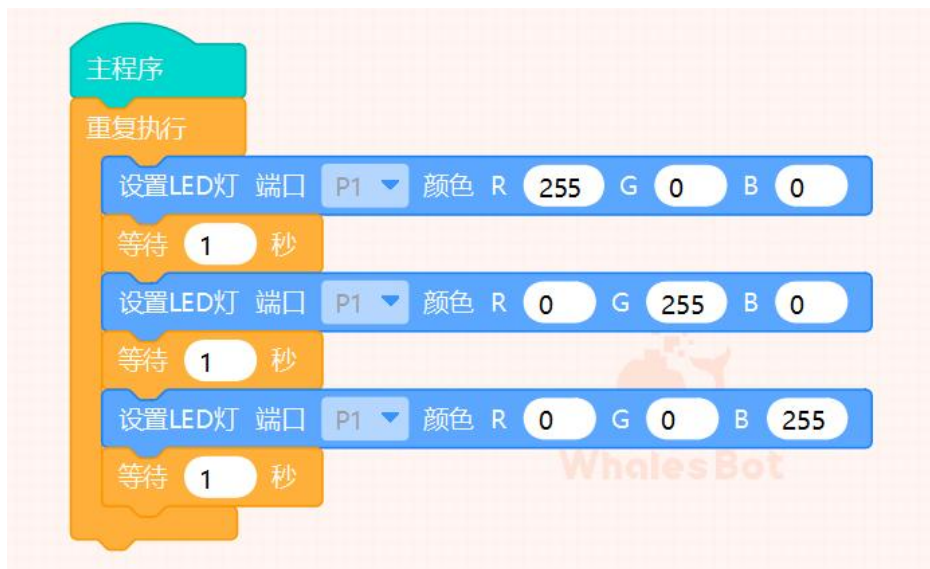 主程序
重复执行
设置LED灯 端口 P1 颜色 R 255 G 0 B 0
等待 1 秒
设置LED灯 端口 P1 颜色 R 0 G 255 B 0
等待 1 秒
设置LED灯 端口 P1 颜色 R 0 G 0 B 255
等待 1 秒
WhalesBot